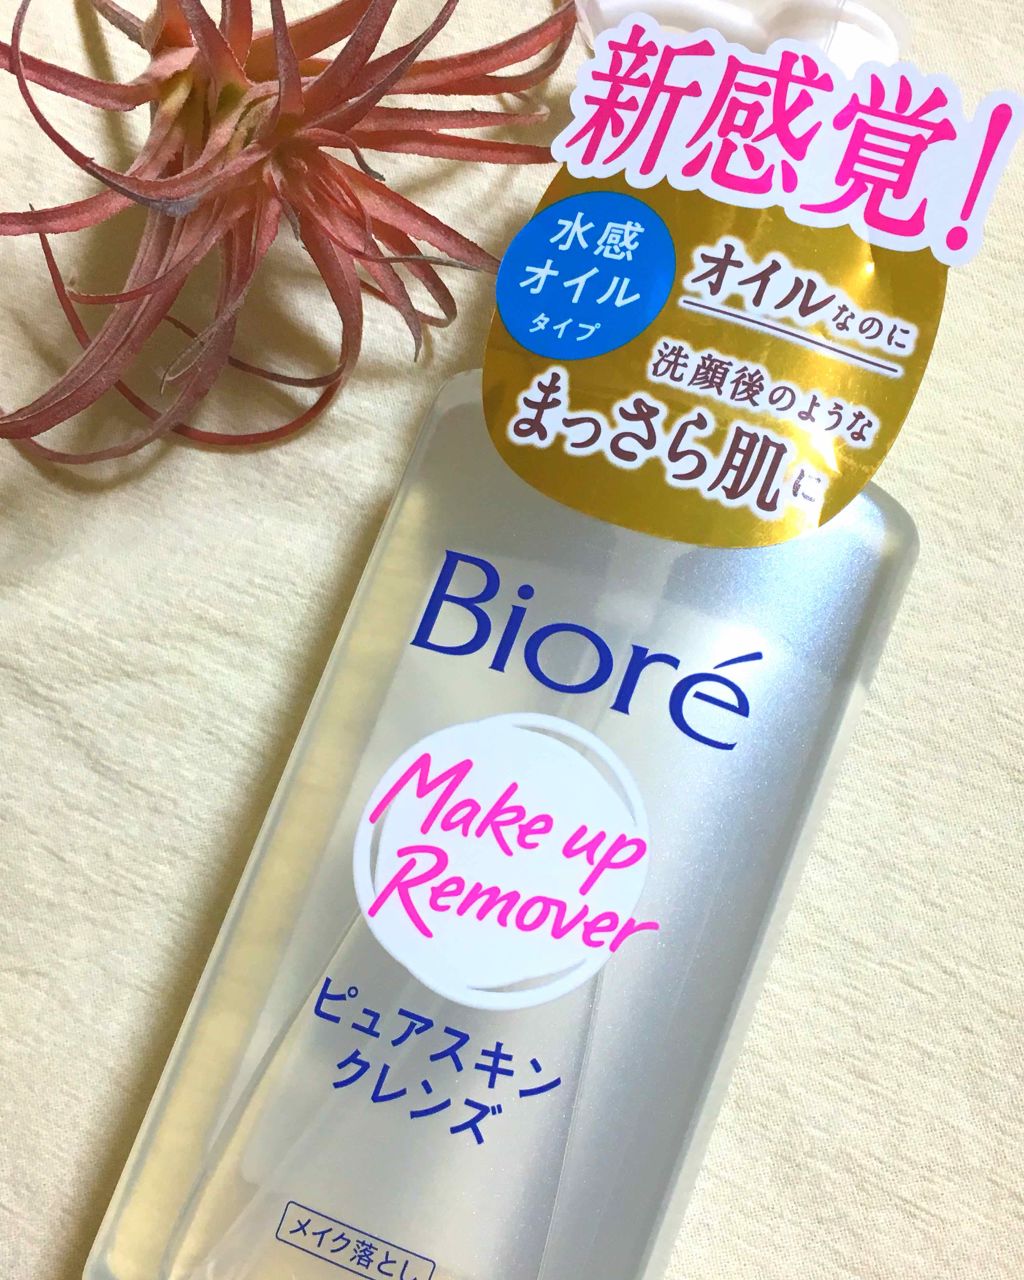 新感覚!
水感
オイル
タイプ
オイルなのに
洗顔後のような
まっさら肌に
Bioré
Make up
Remover
ピュアスキン
クレンズ
メイク落とし